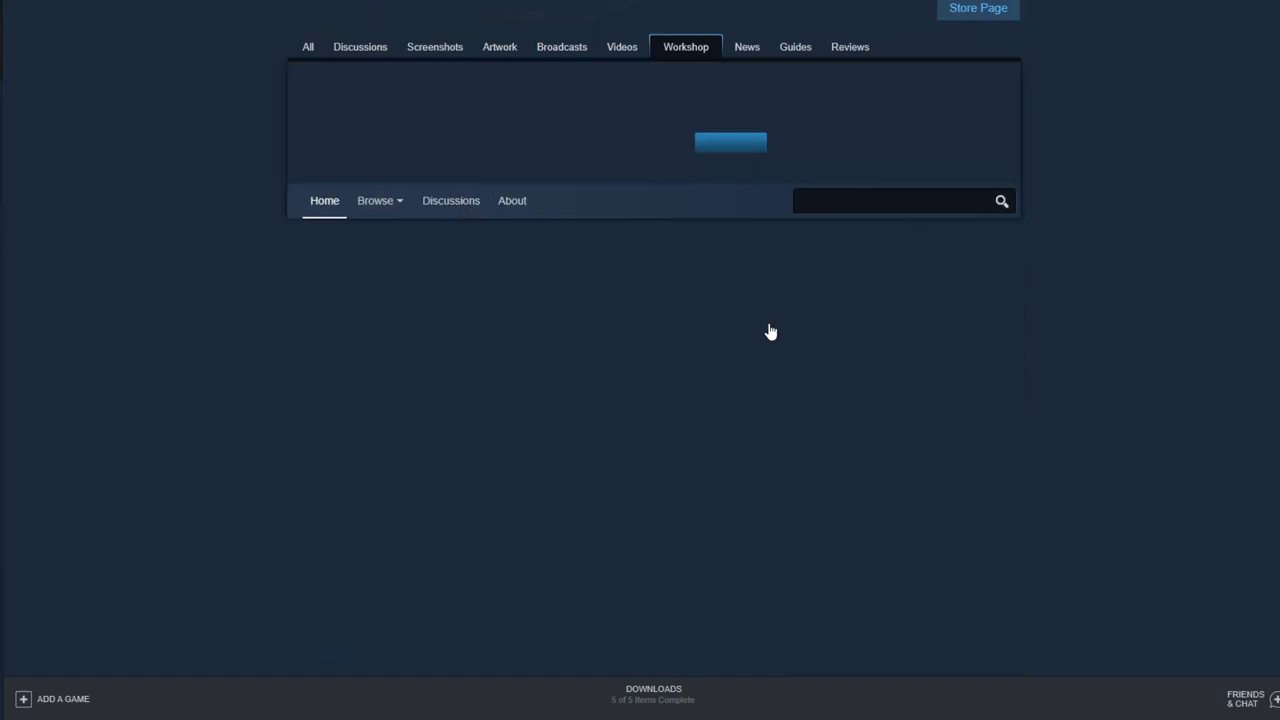 Store Page
All Discussions Screenshots Artwork Broadcasts Videos Workshop News Guides Reviews
Home Browse Discussions About
DOWNLOADS
5 of 5 Items Complete
ADD A GAME
FRIENDS
& CHAT